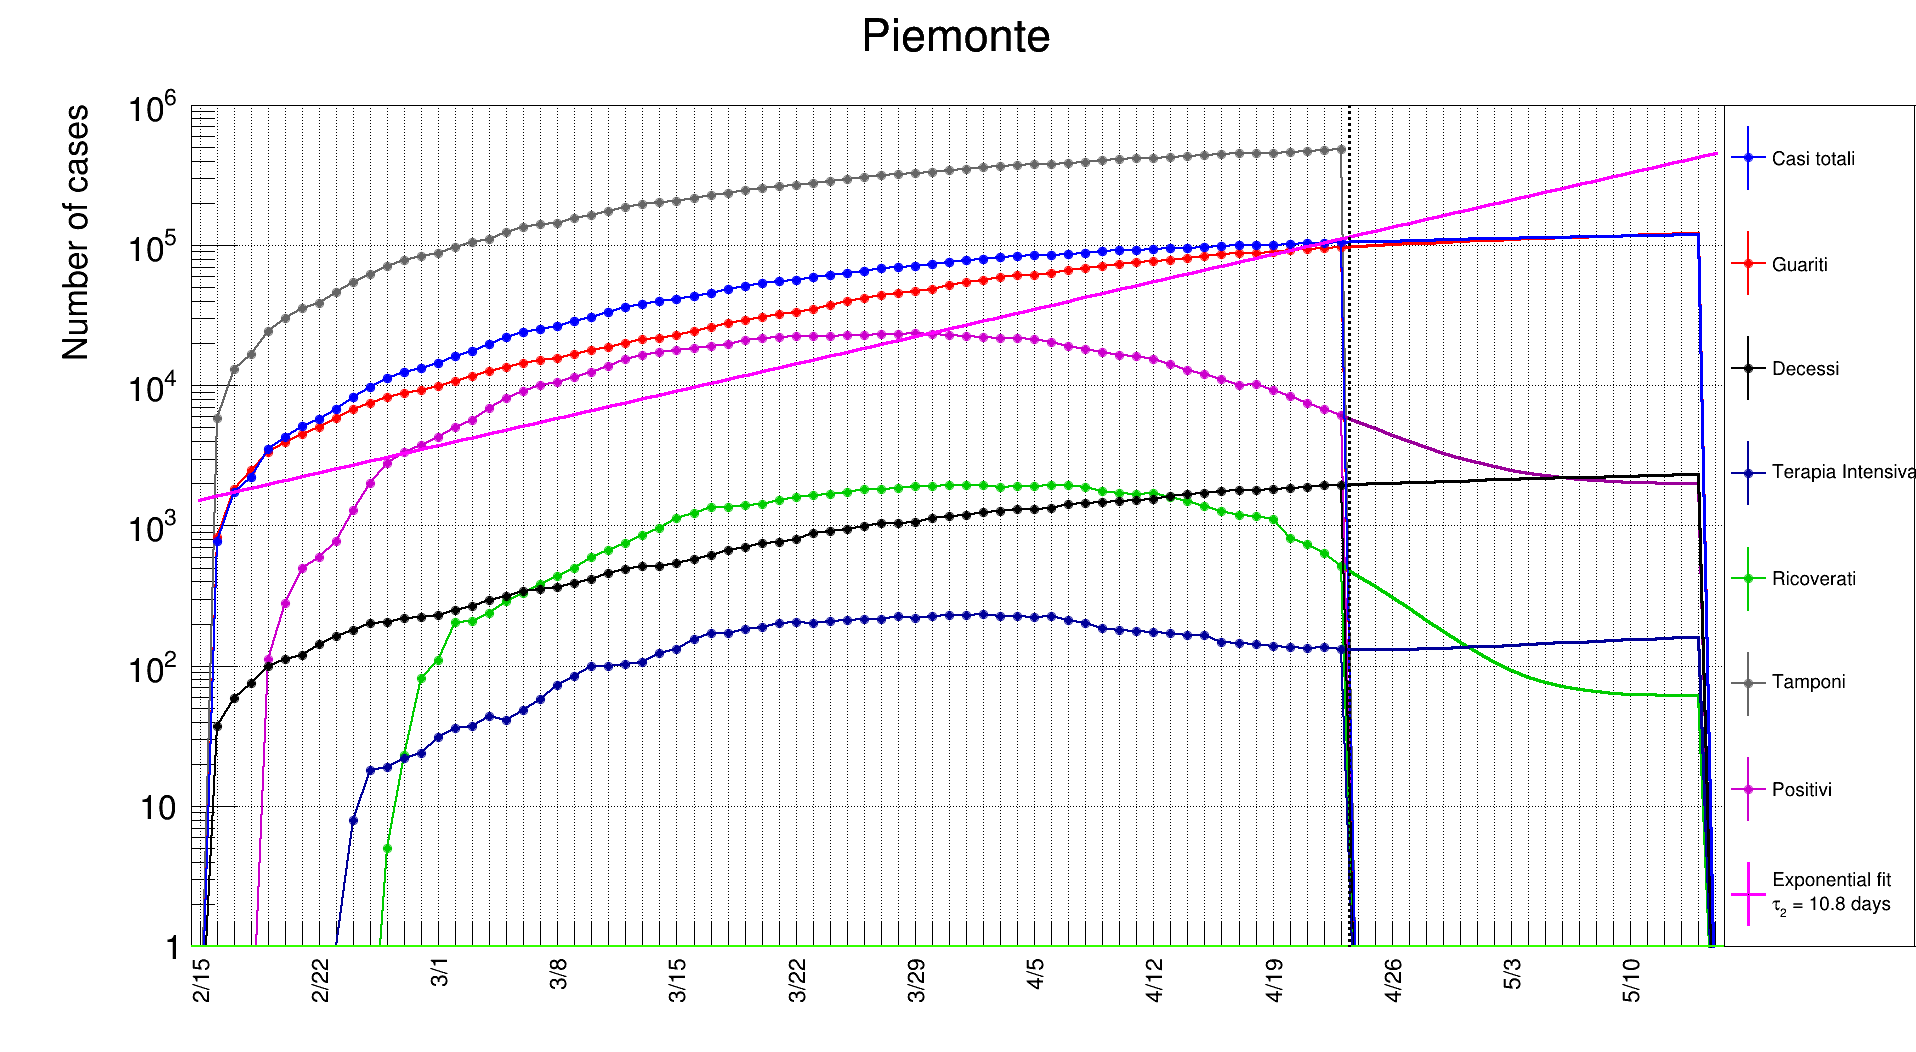 Piemonte
Number of cases
10^6
10^5
10^4
10^3
10^2
10
1
2/15
2/22
3/1
3/8
3/15
3/22
3/29
4/5
4/12
4/19
4/26
5/3
5/10
Casi totali
Guariti
Decessi
Terapia Intensiva
Ricoverati
Tamponi
Positivi
Exponential fit
τ₂ = 10.8 days